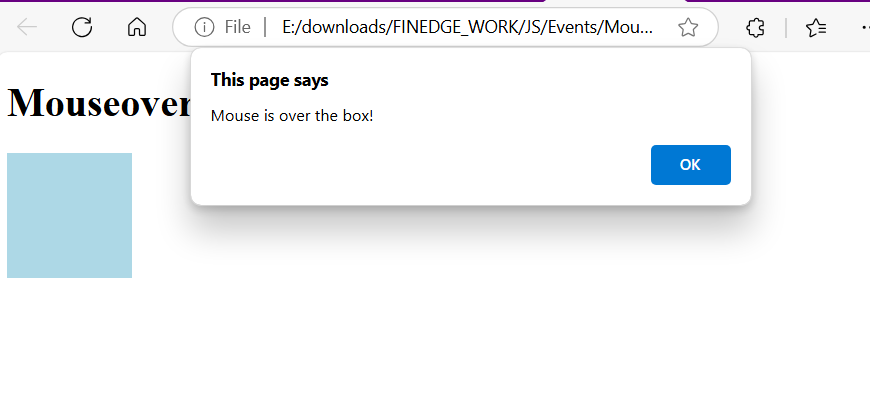 File
E:/downloads/FINEDGE_WORK/JS/Events/Mou...
This page says
Mouse is over the box!
OK
Mouseover